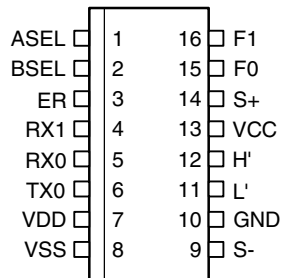 ASEL 1 16 F1
BSEL 2 15 F0
ER 3 14 S+
RX1 4 13 VCC
RX0 5 12 H'
TX0 6 11 L'
VDD 7 10 GND
VSS 8 9 S-